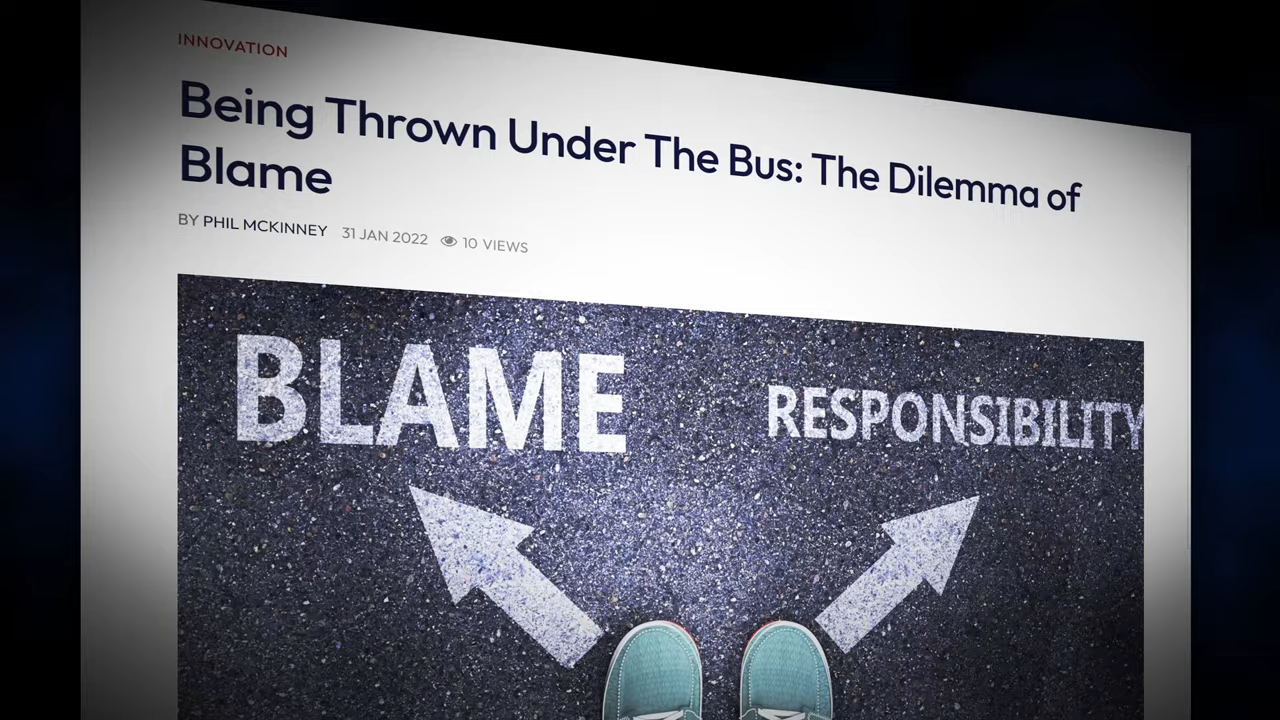 INNOVATION
Being Thrown Under The Bus: The Dilemma of
Blame
BY PHIL MCKINNEY 31 JAN 2022 10 VIEWS
BLAME
RESPONSIBILITY